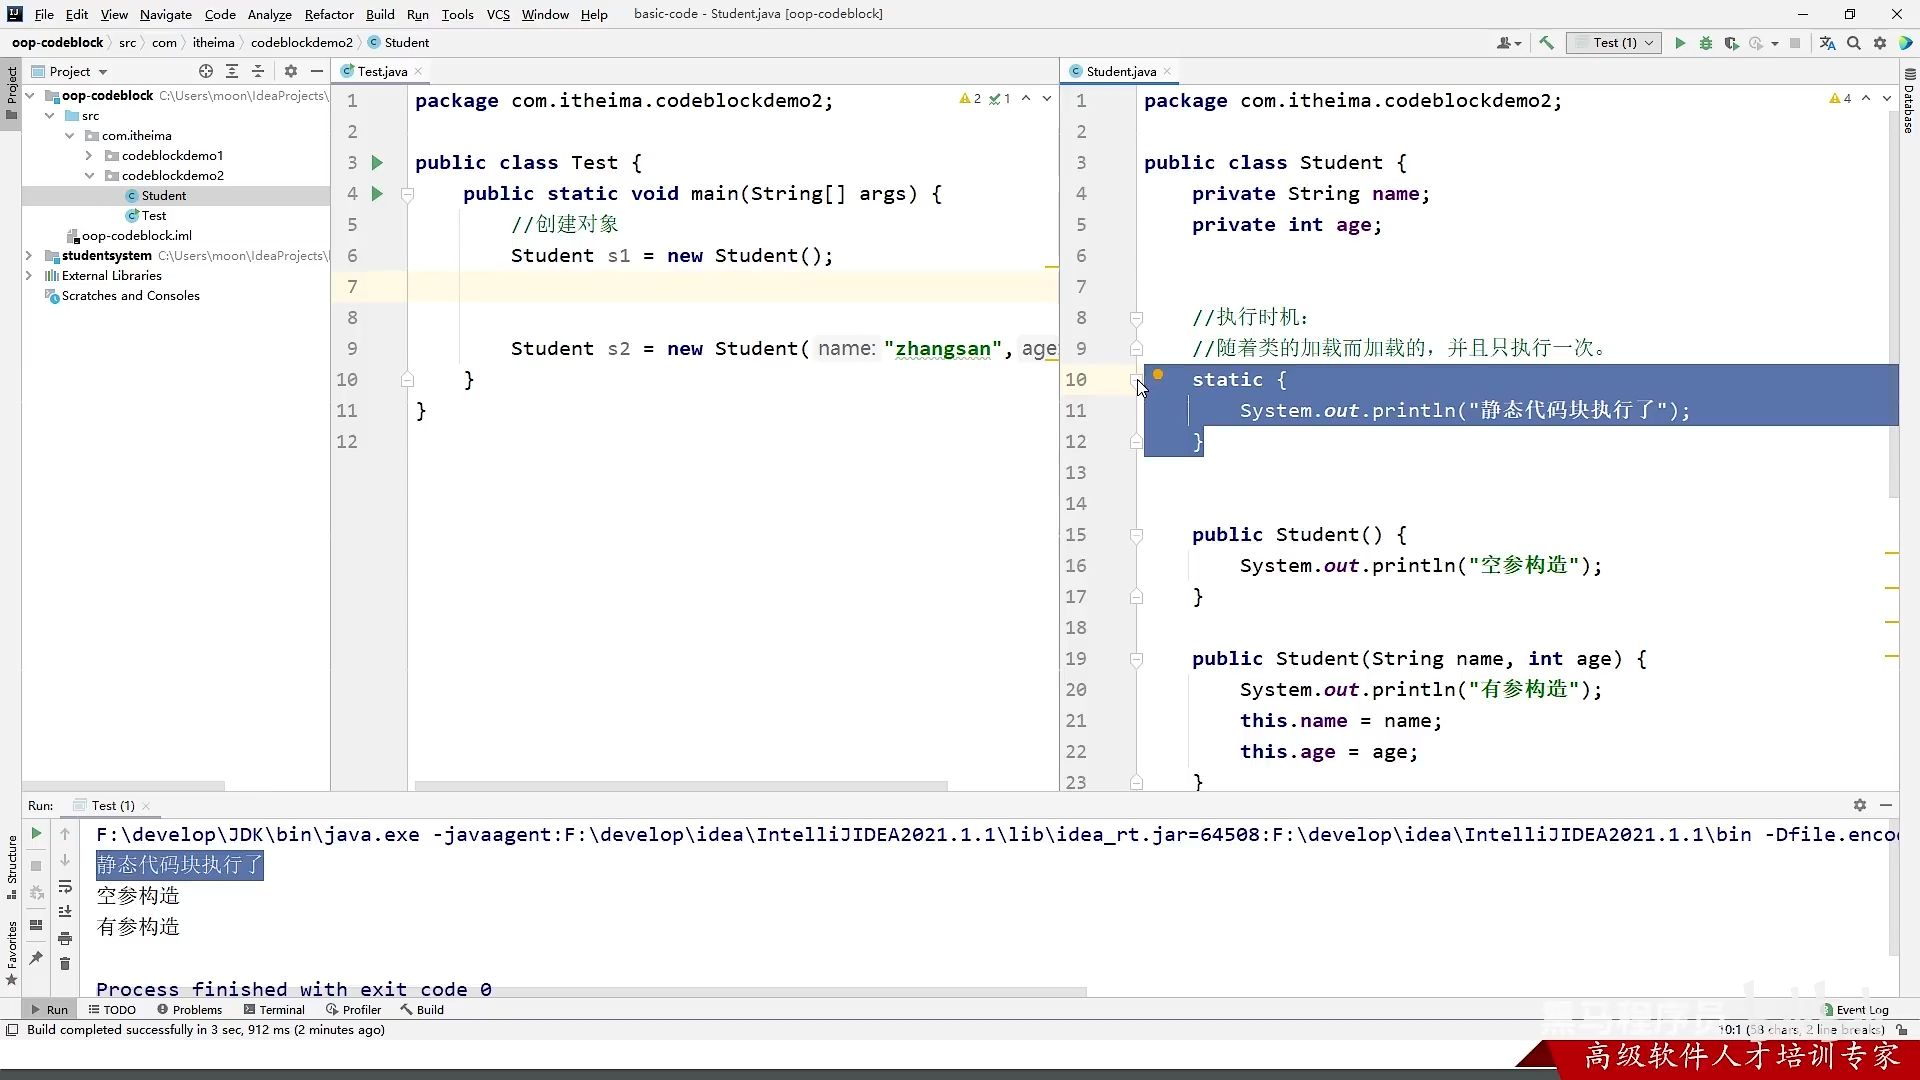 File Edit View Navigate Code Analyze Refactor Build Run Tools VCS Window Help basic-code - Student.java [oop-codeblock]
oop-codeblock src com itheima codeblockdemo2 Student
Test (1)
Project
Project
oop-codeblock C:\Users\moon\IdeaProjects\
src
com.itheima
codeblockdemo1
codeblockdemo2
Student
Test
oop-codeblock.iml
studentsystem C:\Users\moon\IdeaProjects\
External Libraries
Scratches and Consoles
Test.java
2 1
1 package com.itheima.codeblockdemo2;
2
3 public class Test {
4 public static void main(String[] args) {
5 //创建对象
6 Student s1 = new Student();
7
8
9 Student s2 = new Student( name: "zhangsan", age:
10 }
11 }
12
Student.java
4
1 package com.itheima.codeblockdemo2;
2
3 public class Student {
4 private String name;
5 private int age;
6
7
8 //执行时机:
9 //随着类的加载而加载的，并且只执行一次。
10 static {
11 System.out.println("静态代码块执行了");
12 }
13
14
15 public Student() {
16 System.out.println("空参构造");
17 }
18
19 public Student(String name, int age) {
20 System.out.println("有参构造");
21 this.name = name;
22 this.age = age;
23 }
Database
Run: Test (1)
F:\develop\JDK\bin\java.exe -javaagent:F:\develop\idea\IntelliJIDEA2021.1.1\lib\idea_rt.jar=64508:F:\develop\idea\IntelliJIDEA2021.1.1\bin -Dfile.enco
静态代码块执行了
空参构造
有参构造
Process finished with exit code 0
Structure
Favorites
Run TODO Problems Terminal Profiler Build Event Log
Build completed successfully in 3 sec, 912 ms (2 minutes ago) 10:1 (58 chars, 2 line breaks)
黑马程序员
高级软件人才培训专家